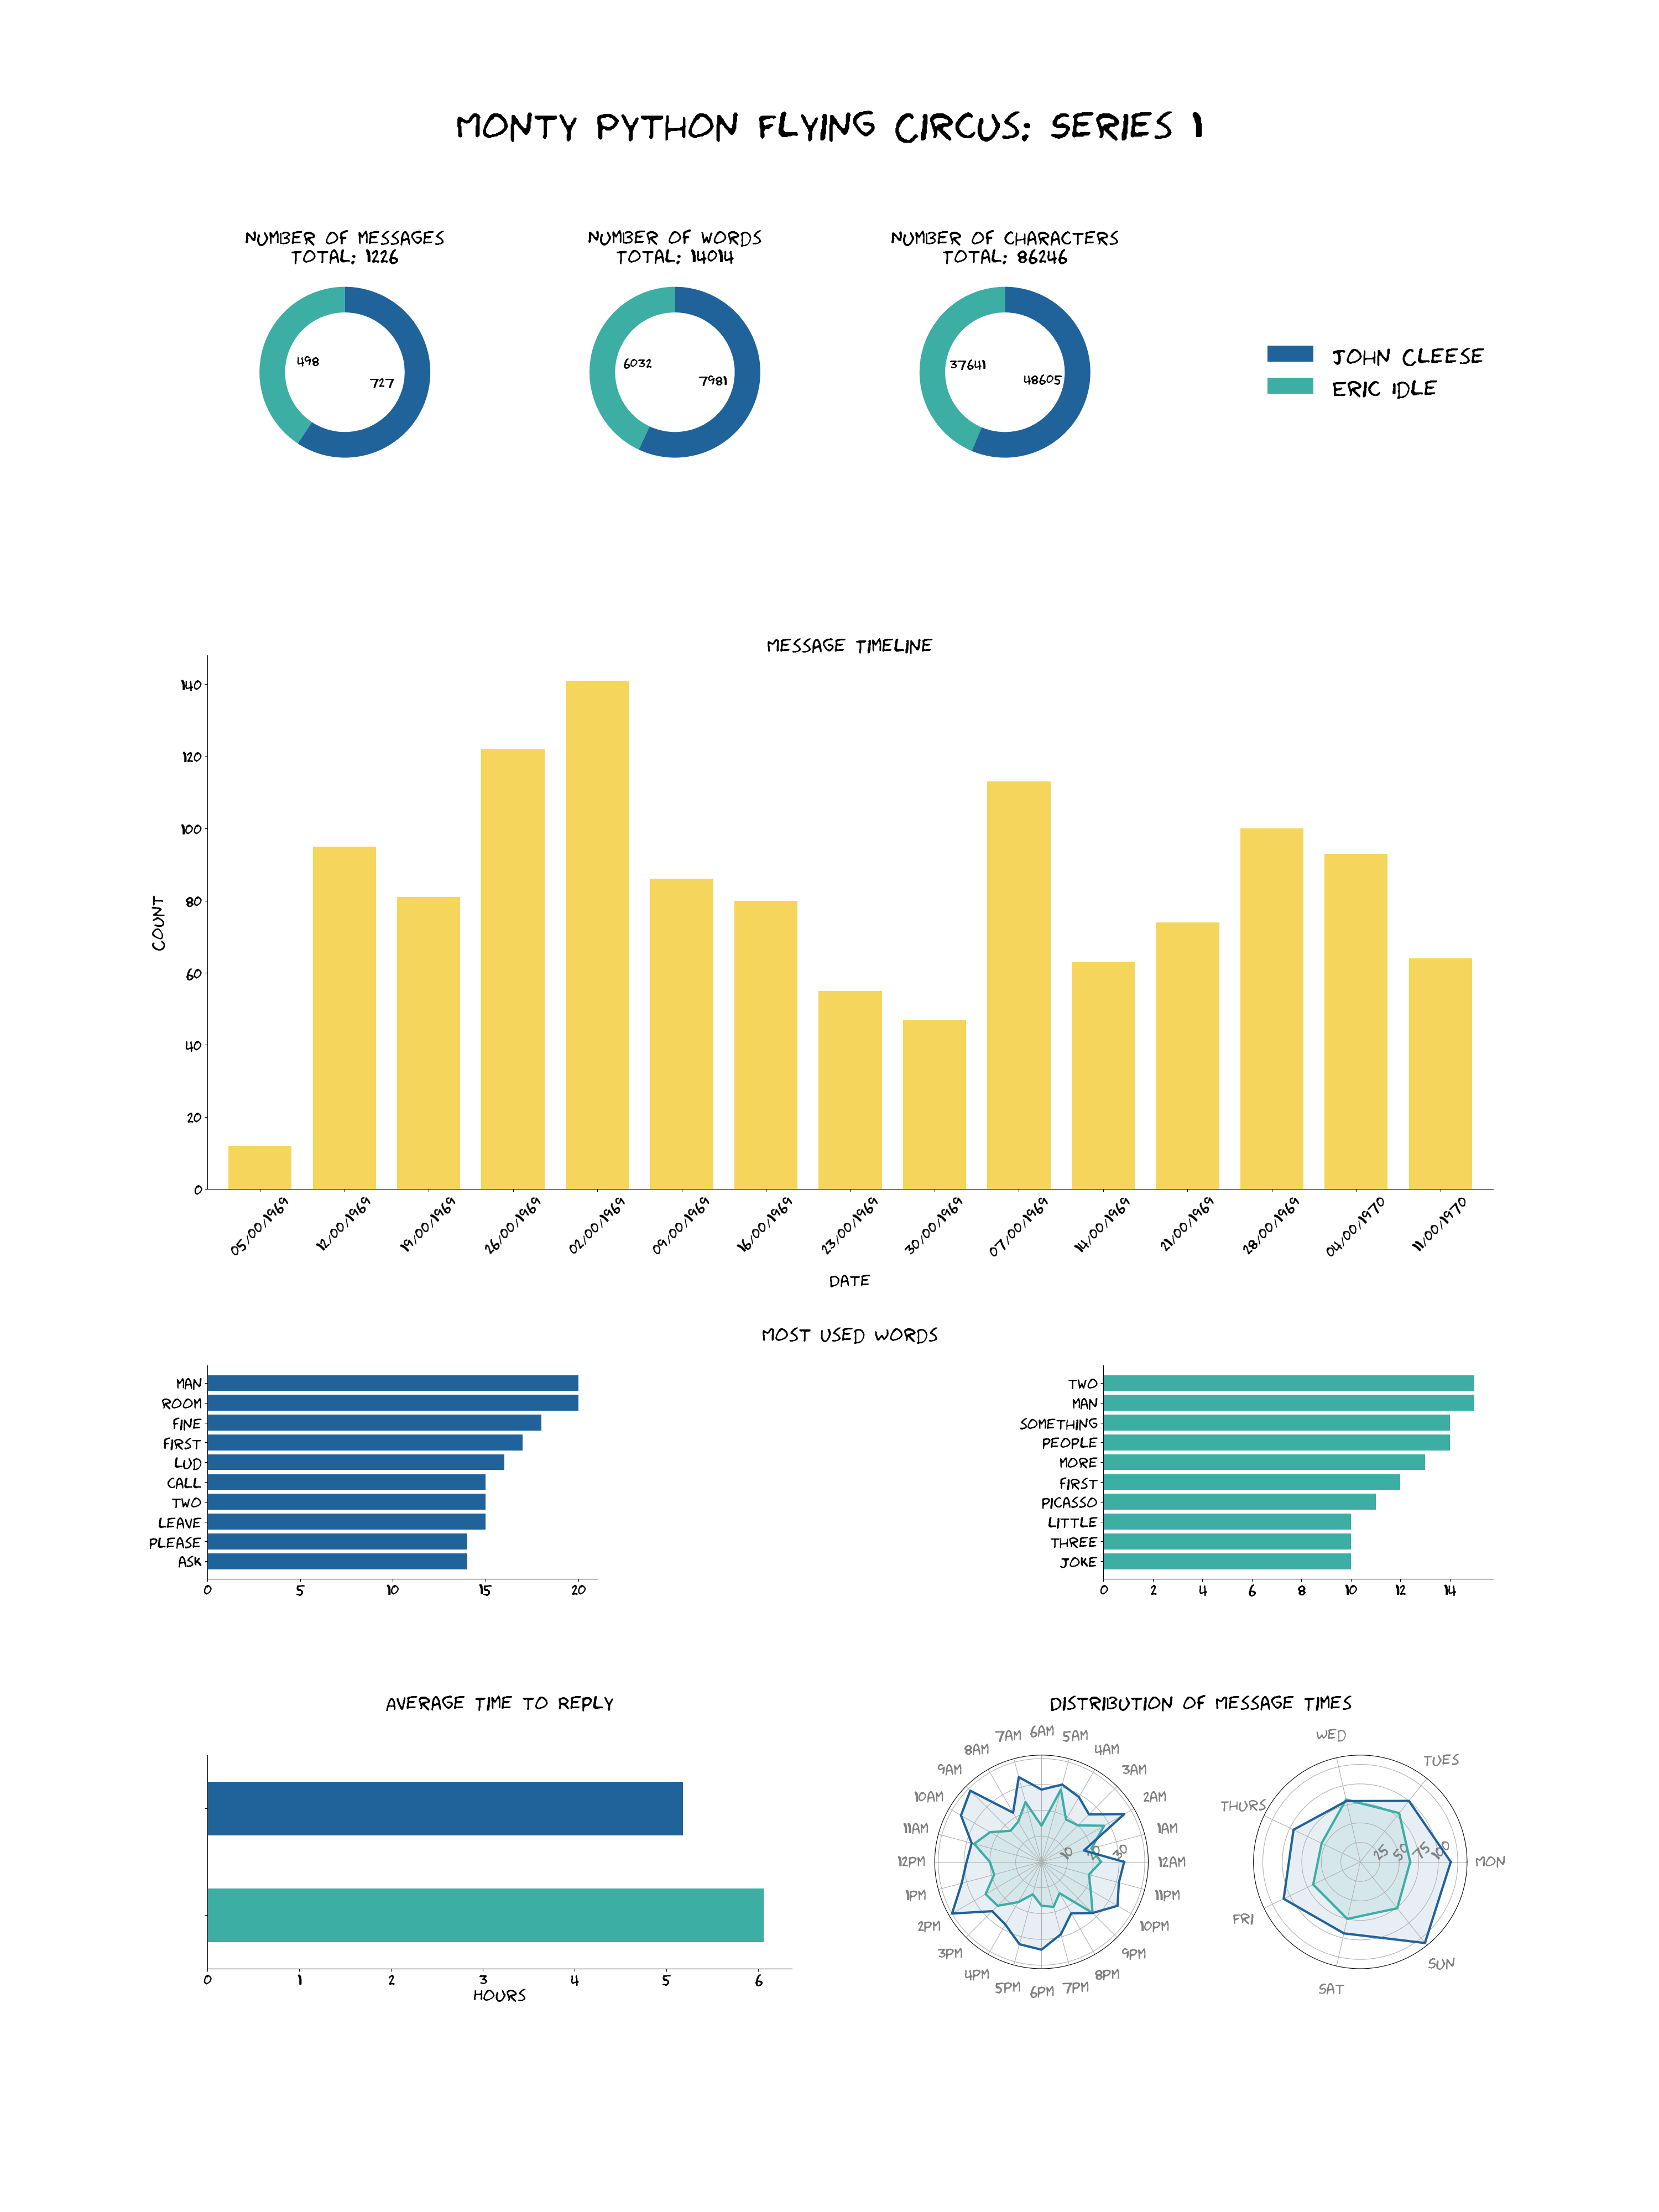 MONTY PYTHON FLYING CIRCUS: SERIES 1
NUMBER OF MESSAGES
TOTAL: 1226
498
727
NUMBER OF WORDS
TOTAL: 14014
6032
7981
NUMBER OF CHARACTERS
TOTAL: 86246
37641
48605
JOHN CLEESE
ERIC IDLE
MESSAGE TIMELINE
COUNT
140
120
100
80
60
40
20
0
05/00/1969
12/00/1969
19/00/1969
26/00/1969
02/00/1969
09/00/1969
16/00/1969
23/00/1969
30/00/1969
07/00/1969
14/00/1969
21/00/1969
28/00/1969
04/00/1970
11/00/1970
DATE
MOST USED WORDS
MAN
ROOM
FINE
FIRST
LUD
CALL
TWO
LEAVE
PLEASE
ASK
0 5 10 15 20
TWO
MAN
SOMETHING
PEOPLE
MORE
FIRST
PICASSO
LITTLE
THREE
JOKE
0 2 4 6 8 10 12 14
AVERAGE TIME TO REPLY
0 1 2 3 4 5 6
HOURS
DISTRIBUTION OF MESSAGE TIMES
12AM
1AM
2AM
3AM
4AM
5AM
6AM
7AM
8AM
9AM
10AM
11AM
12PM
1PM
2PM
3PM
4PM
5PM
6PM
7PM
8PM
9PM
10PM
11PM
10
20
30
MON
TUES
WED
THURS
FRI
SAT
SUN
25
50
75
100